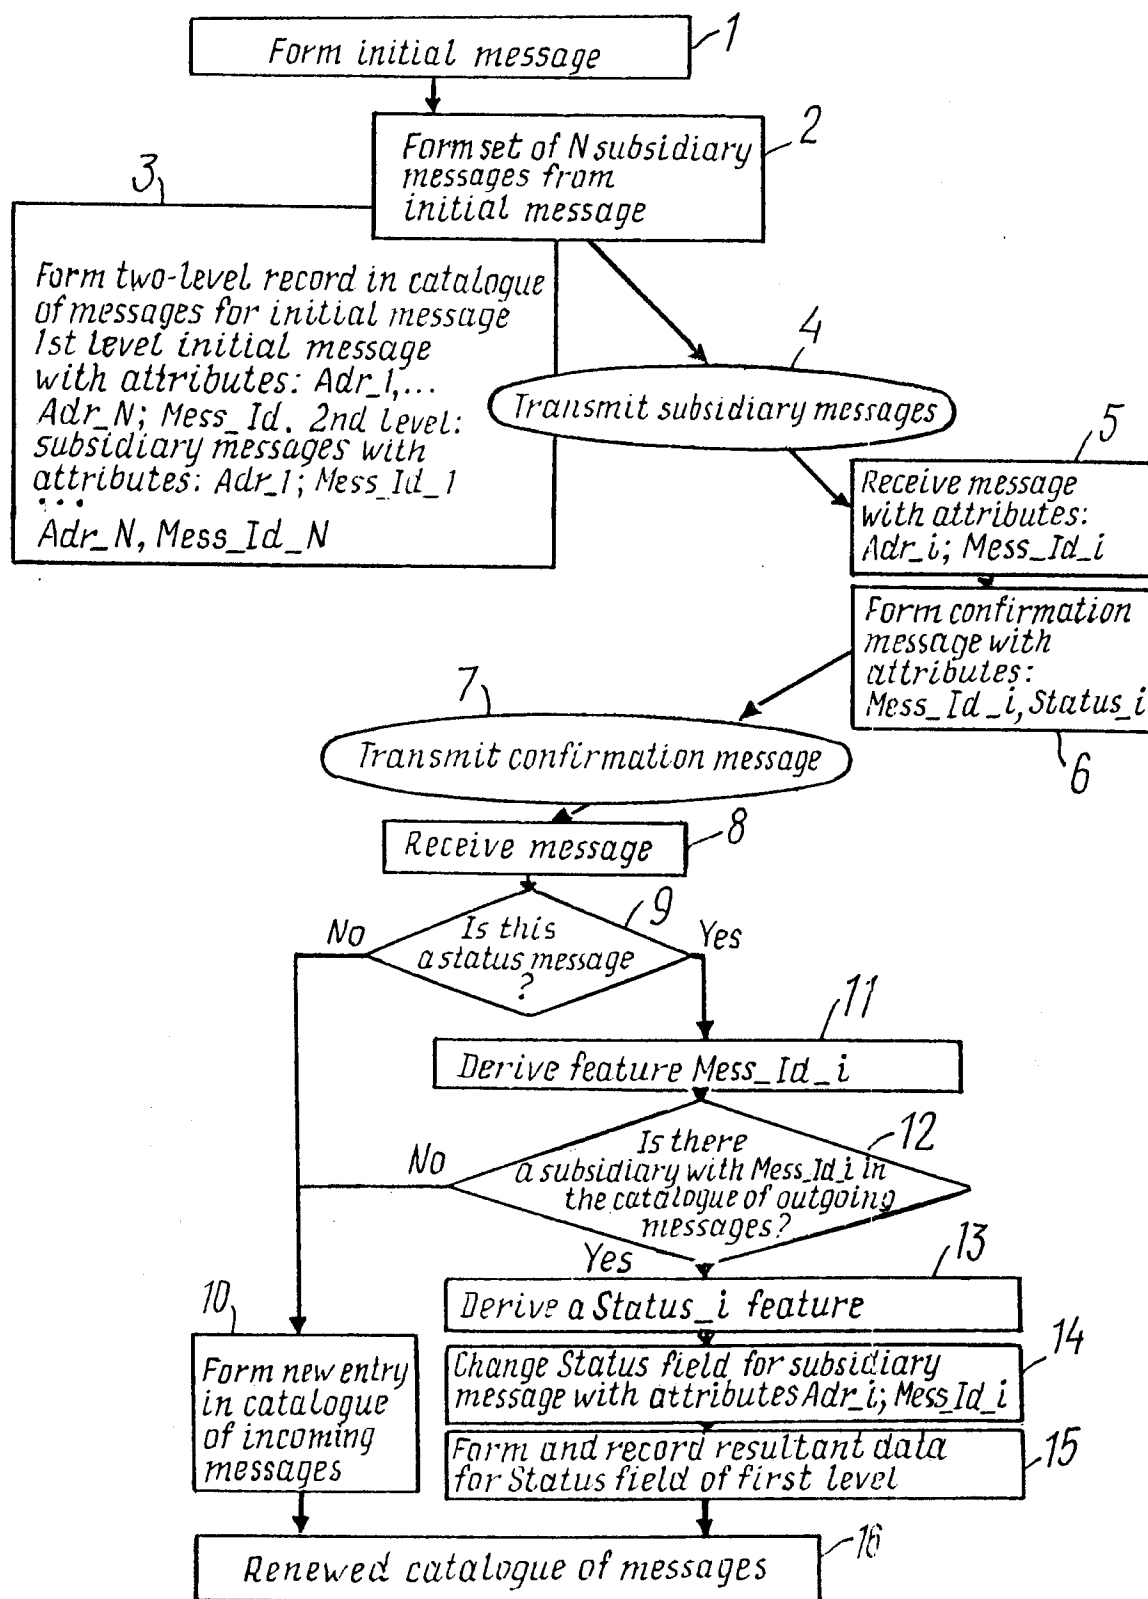 Form initial message
1
Form set of N subsidiary
messages from
initial message
2
3
Form two-level record in catalogue
of messages for initial message
1st level initial message
with attributes: Adr_1,...
Adr_N; Mess_Id. 2nd level:
subsidiary messages with
attributes: Adr_1; Mess_Id_1
...
Adr_N, Mess_Id_N
4
Transmit subsidiary messages
5
Receive message
with attributes:
Adr_i; Mess_Id_i
Form confirmation
message with
attributes:
Mess_Id_i, Status_i
6
7
Transmit confirmation message
Receive message
8
9
Is this
a status message
?
No
Yes
11
Derive feature Mess_Id_i
12
Is there
a subsidiary with Mess_Id_i in
the catalogue of outgoing
messages?
No
Yes
13
Derive a Status_i feature
10
Form new entry
in catalogue
of incoming
messages
14
Change Status field for subsidiary
message with attributes Adr_i; Mess_Id_i
Form and record resultant data
for Status field of first level
15
Renewed catalogue of messages
16